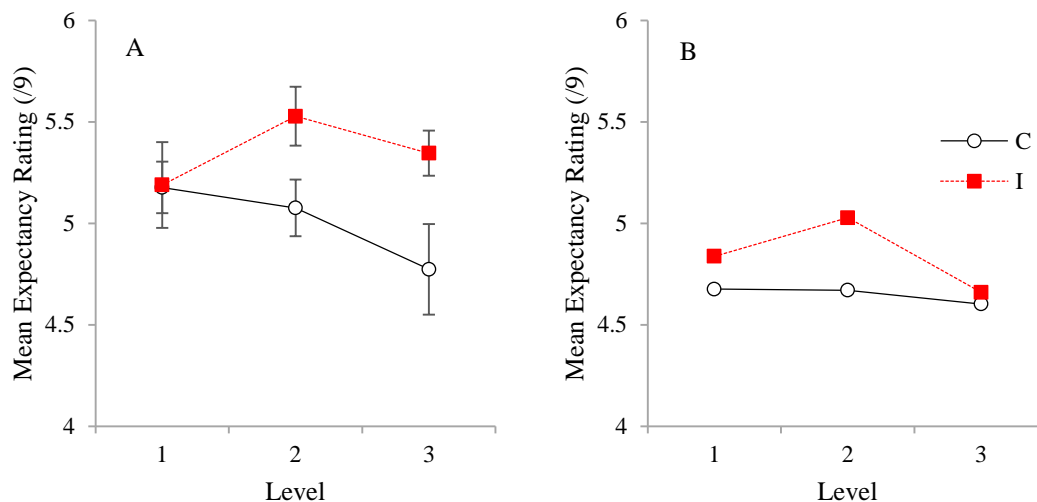 A
Mean Expectancy Rating (/9)
6
5.5
5
4.5
4
1 2 3
Level
B
Mean Expectancy Rating (/9)
6
5.5
5
4.5
4
1 2 3
Level
C
I